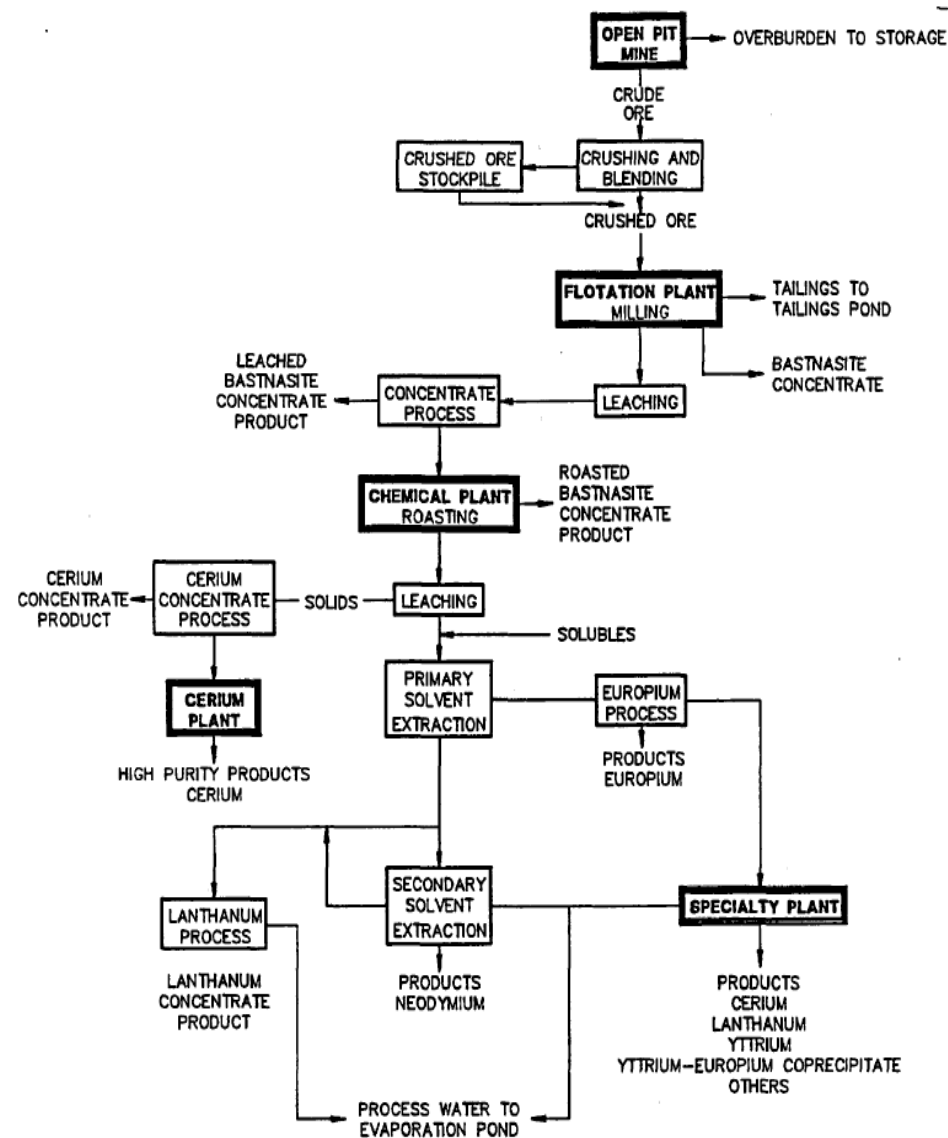 OPEN PIT
MINE
OVERBURDEN TO STORAGE
CRUDE
ORE
CRUSHED ORE
STOCKPILE
CRUSHING AND
BLENDING
CRUSHED ORE
FLOTATION PLANT
MILLING
TAILINGS TO
TAILINGS POND
BASTNASITE
CONCENTRATE
LEACHED
BASTNASITE
CONCENTRATE
PRODUCT
CONCENTRATE
PROCESS
LEACHING
CHEMICAL PLANT
ROASTING
ROASTED
BASTNASITE
CONCENTRATE
PRODUCT
CERIUM
CONCENTRATE
PRODUCT
CERIUM
CONCENTRATE
PROCESS
SOLIDS
LEACHING
SOLUBLES
CERIUM
PLANT
PRIMARY
SOLVENT
EXTRACTION
EUROPIUM
PROCESS
HIGH PURITY PRODUCTS
CERIUM
PRODUCTS
EUROPIUM
LANTHANUM
PROCESS
SECONDARY
SOLVENT
EXTRACTION
SPECIALTY PLANT
LANTHANUM
CONCENTRATE
PRODUCT
PRODUCTS
NEODYMIUM
PRODUCTS
CERIUM
LANTHANUM
YTTRIUM
YTTRIUM-EUROPIUM COPRECIPITATE
OTHERS
PROCESS WATER TO
EVAPORATION POND